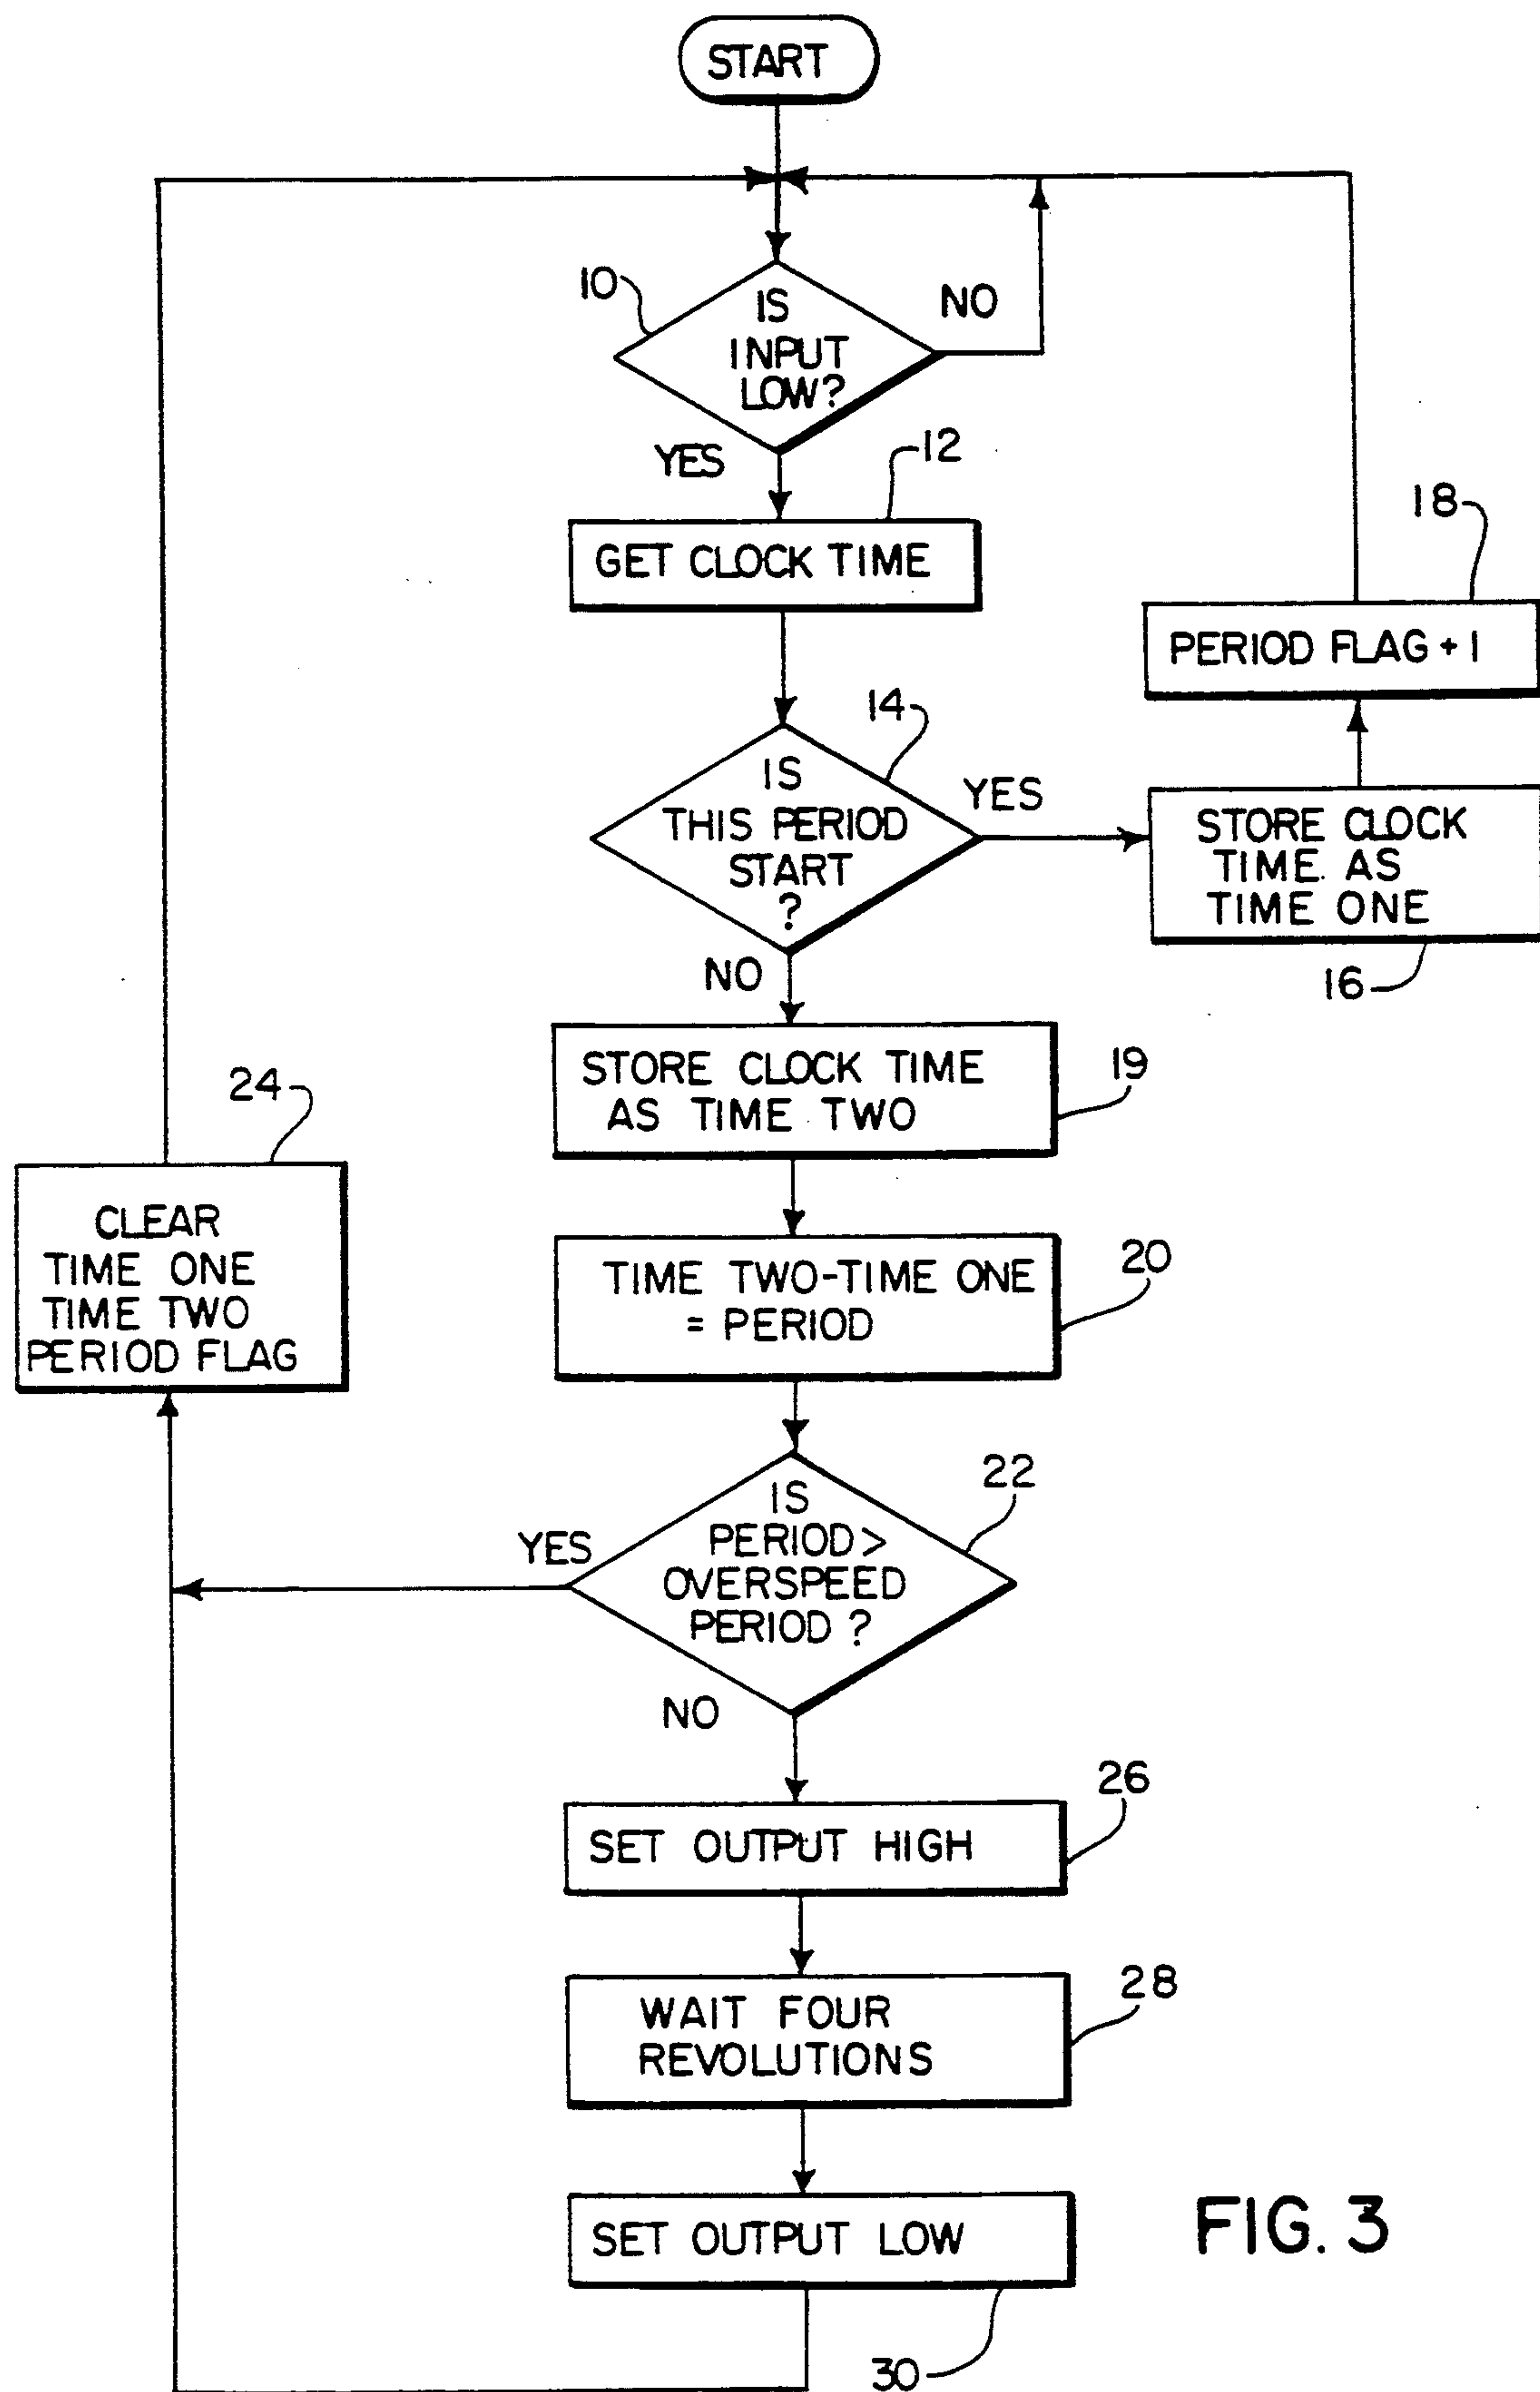 START
10
IS
INPUT
LOW?
NO
YES
12
GET CLOCK TIME
18
PERIOD FLAG + 1
14
IS
THIS PERIOD
START
?
YES
STORE CLOCK
TIME AS
TIME ONE
16
NO
STORE CLOCK TIME
AS TIME TWO
19
24
CLEAR
TIME ONE
TIME TWO
PERIOD FLAG
TIME TWO-TIME ONE
= PERIOD
20
22
IS
PERIOD >
OVERSPEED
PERIOD ?
YES
NO
26
SET OUTPUT HIGH
28
WAIT FOUR
REVOLUTIONS
SET OUTPUT LOW
30
FIG. 3